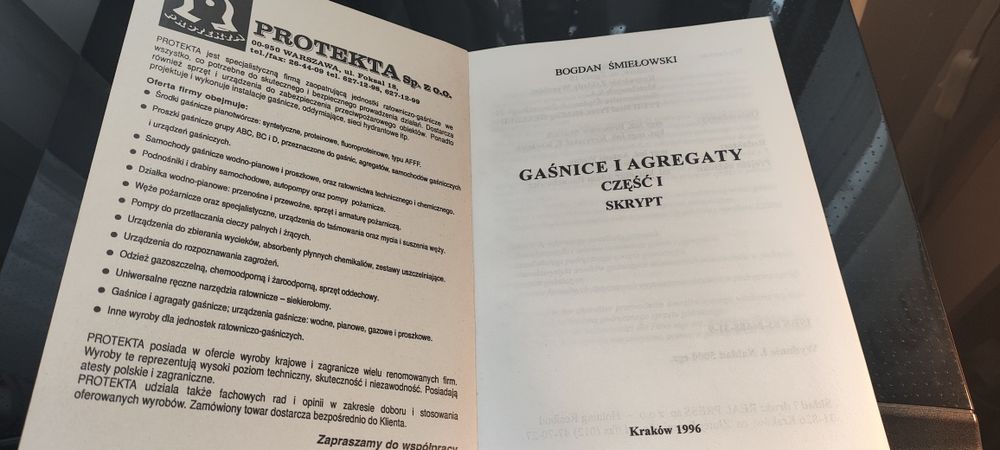 PROTEKTA
PROTEKTA Sp. z o.o.
00-950 WARSZAWA, ul. Foksal 18,
tel./fax: 26-44-09 tel. 627-12-98, 627-12-99
PROTEKTA jest specjalistyczną firmą zaopatrującą jednostki ratowniczo-gaśnicze we
wszystko, co potrzebne do skutecznego i bezpiecznego prowadzenia działań. Dostarcza
również sprzęt i urządzenia do zabezpieczenia przeciwpożarowego obiektów. Ponadto
projektuje i wykonuje instalacje gaśnicze, oddymiające, sieci hydrantowe itp.
Oferta firmy obejmuje:
● Środki gaśnicze pianotwórcze: syntetyczne, proteinowe, fluoroproteinowe, typu AFFF.
● Proszki gaśnicze grupy ABC, BC i D, przeznaczone do gaśnic, agregatów, samochodów gaśniczych
i urządzeń gaśniczych.
● Samochody gaśnicze wodno-pianowe i proszkowe, oraz ratownictwa technicznego i chemicznego.
● Podnośniki i drabiny samochodowe, autopompy oraz pompy pożarnicze.
● Działka wodno-pianowe: przenośne i przewoźne, sprzęt i armaturę pożarniczą.
● Węże pożarnicze oraz specjalistyczne, urządzenia do taśmowania oraz mycia i suszenia węży.
● Pompy do przetłaczania cieczy palnych i żrących.
● Urządzenia do zbierania wycieków, absorbenty płynnych chemikaliów, zestawy uszczelniające.
● Urządzenia do rozpoznawania zagrożeń.
● Odzież gazoszczelną, chemoodporną i żaroodporną, sprzęt oddechowy.
● Uniwersalne ręczne narzędzia ratownicze – siekierołomy.
● Gaśnice i agragaty gaśnicze; urządzenia gaśnicze: wodne, pianowe, gazowe i proszkowe.
● Inne wyroby dla jednostek ratowniczo-gaśniczych.
PROTEKTA posiada w ofercie wyroby krajowe i zagranicze wielu renomowanych firm.
Wyroby te reprezentują wysoki poziom techniczny, skuteczność i niezawodność. Posiadają
atesty polskie i zagraniczne.
PROTEKTA udziala także fachowych rad i opinii w zakresie doboru i stosowania
oferowanych wyrobów. Zamówiony towar dostarcza bezpośrednio do Klienta.
Zapraszamy do współpracy
BOGDAN ŚMIEŁOWSKI
GAŚNICE I AGREGATY
CZĘŚĆ I
SKRYPT
Kraków 1996